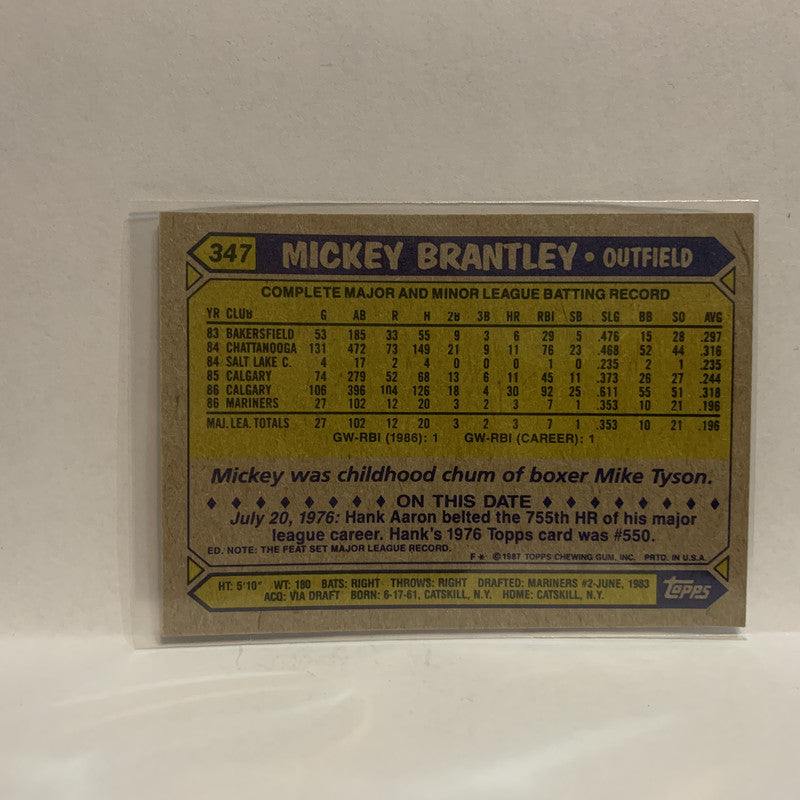 347 MICKEY BRANTLEY • OUTFIELD
COMPLETE MAJOR AND MINOR LEAGUE BATTING RECORD
YR CLUB G AB R H 2B 3B HR RBI SB SLG BB SO AVG
83 BAKERSFIELD 53 185 33 55 9 3 6 29 5 .476 15 28 .297
84 CHATTANOOGA 131 472 73 149 21 9 11 76 23 .468 52 44 .316
84 SALT LAKE C. 4 17 2 4 0 0 0 1 0 .235 2 1 .235
85 CALGARY 74 279 52 68 13 6 11 45 11 .373 26 27 .244
86 CALGARY 106 396 104 126 18 4 30 92 25 .611 55 51 .318
86 MARINERS 27 102 12 20 3 2 3 7 1 .353 10 21 .196
MAJ. LEA. TOTALS 27 102 12 20 3 2 3 7 1 .353 10 21 .196
GW-RBI (1986): 1 GW-RBI (CAREER): 1
Mickey was childhood chum of boxer Mike Tyson.
♦ ♦ ♦ ♦ ♦ ♦ ♦ ♦ ON THIS DATE ♦ ♦ ♦ ♦ ♦ ♦ ♦ ♦ ♦
July 20, 1976: Hank Aaron belted the 755th HR of his major
league career. Hank's 1976 Topps card was #550.
ED. NOTE: THE FEAT SET MAJOR LEAGUE RECORD. F* © 1987 TOPPS CHEWING GUM, INC. PRTD. IN U.S.A.
HT: 5'10" WT: 180 BATS: RIGHT THROWS: RIGHT DRAFTED: MARINERS #2-JUNE, 1983
ACQ: VIA DRAFT BORN: 6-17-61, CATSKILL, N.Y. HOME: CATSKILL, N.Y.
topps